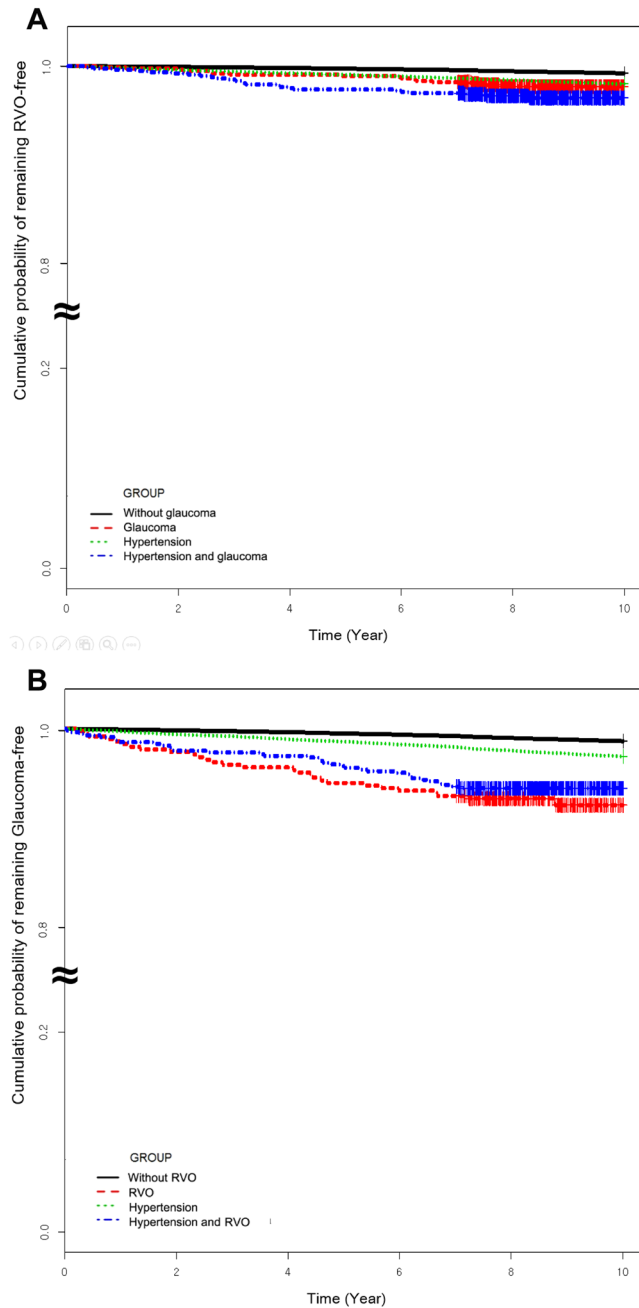 A
Cumulative probability of remaining RVO-free
1.0
0.8
0.2
0.0
GROUP
Without glaucoma
Glaucoma
Hypertension
Hypertension and glaucoma
0 2 4 6 8 10
Time (Year)
B
Cumulative probability of remaining Glaucoma-free
1.0
0.8
0.2
0.0
GROUP
Without RVO
RVO
Hypertension
Hypertension and RVO
0 2 4 6 8 10
Time (Year)